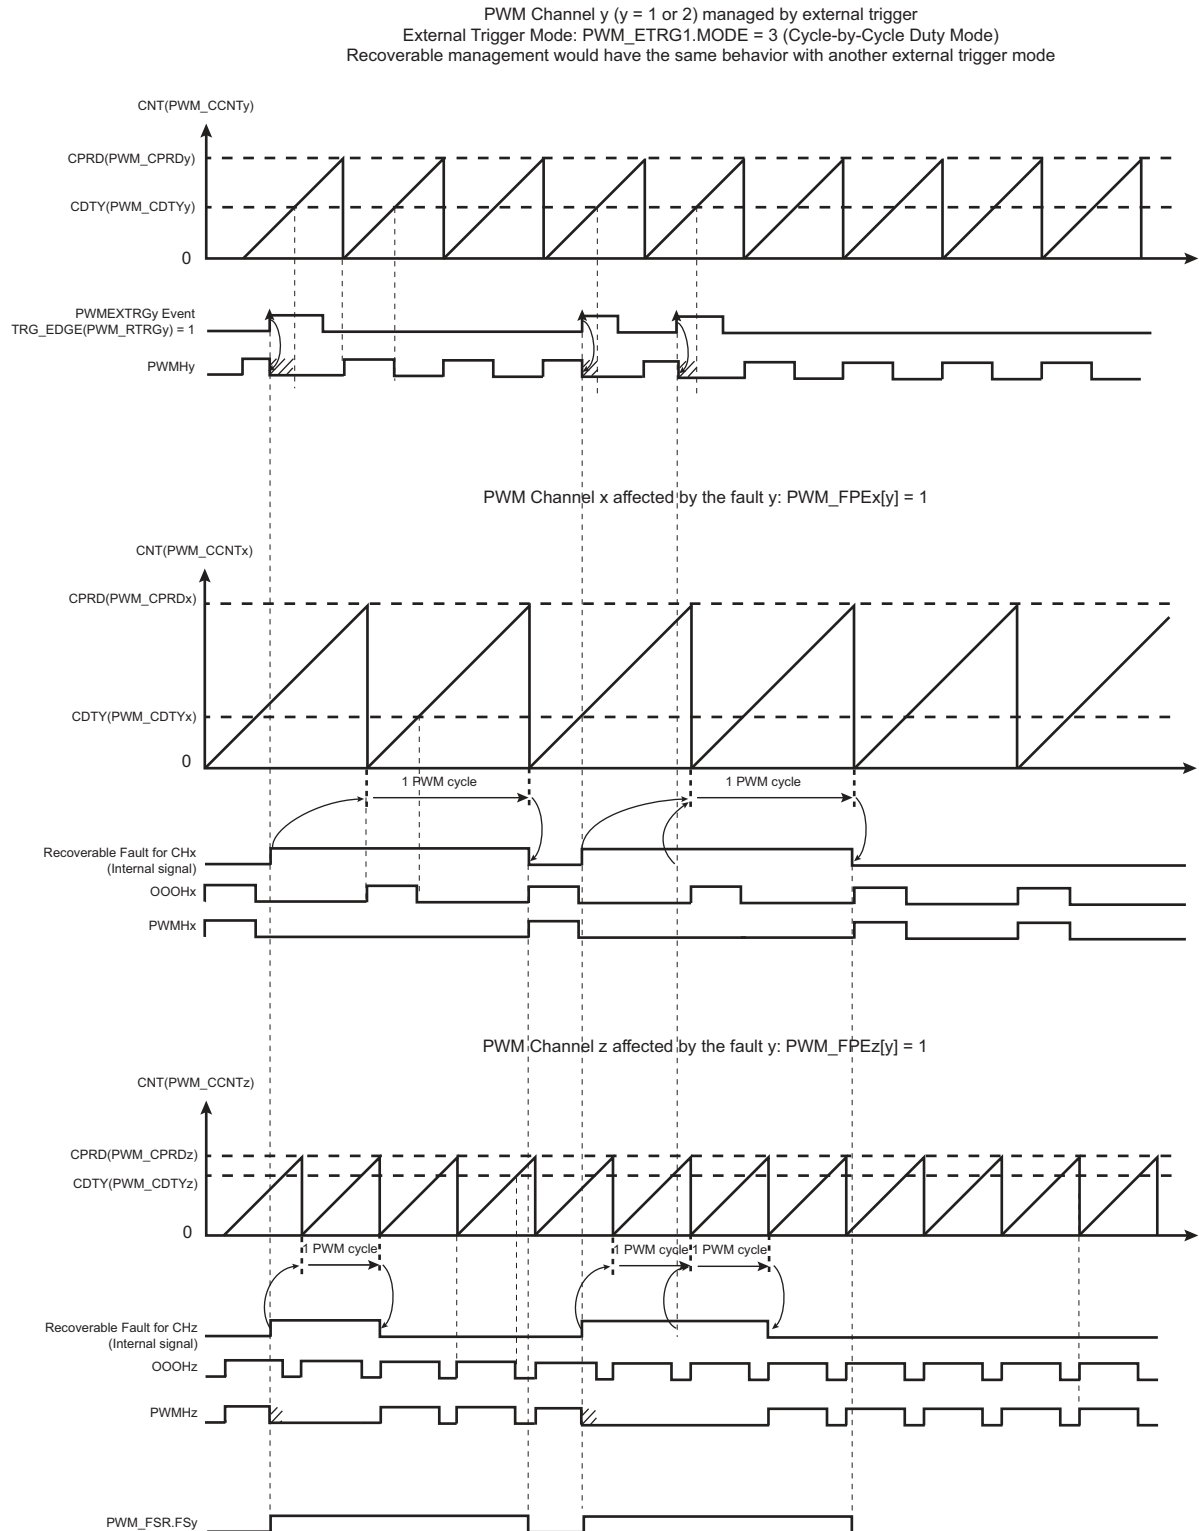 PWM Channel y (y = 1 or 2) managed by external trigger
External Trigger Mode: PWM_ETRG1.MODE = 3 (Cycle-by-Cycle Duty Mode)
Recoverable management would have the same behavior with another external trigger mode
CNT(PWM_CCNTy)
CPRD(PWM_CPRDy)
CDTY(PWM_CDTYy)
0
PWMEXTRGy Event
TRG_EDGE(PWM_RTRGy) = 1
PWMHy
PWM Channel x affected by the fault y: PWM_FPEx[y] = 1
CNT(PWM_CCNTx)
CPRD(PWM_CPRDx)
CDTY(PWM_CDTYx)
0
1 PWM cycle
1 PWM cycle
Recoverable Fault for CHx
(Internal signal)
OOOHx
PWMHx
PWM Channel z affected by the fault y: PWM_FPEz[y] = 1
CNT(PWM_CCNTz)
CPRD(PWM_CPRDz)
CDTY(PWM_CDTYz)
0
1 PWM cycle
1 PWM cycle
1 PWM cycle
Recoverable Fault for CHz
(Internal signal)
OOOHz
PWMHz
PWM_FSR.FSy